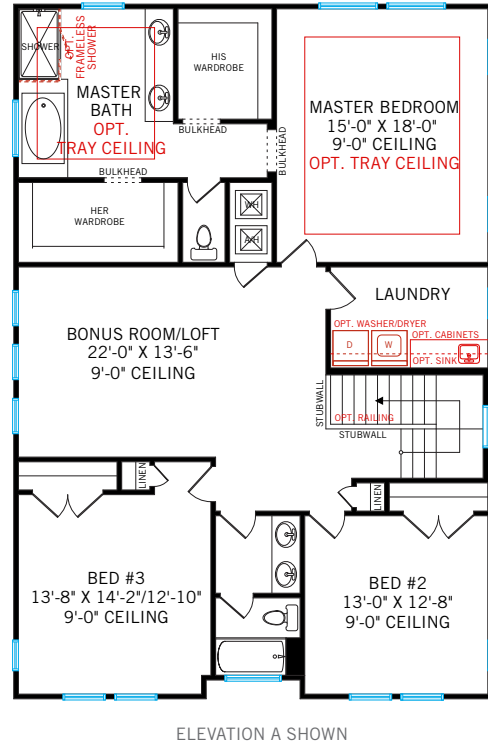 SHOWER
OPT.
FRAMELESS
SHOWER
HIS
WARDROBE
MASTER
BATH
OPT.
TRAY CEILING
BULKHEAD
BULKHEAD
BULKHEAD
MASTER BEDROOM
15'-0" X 18'-0"
9'-0" CEILING
OPT. TRAY CEILING
HER
WARDROBE
WH
A/H
LAUNDRY
OPT. WASHER/DRYER
D
W
OPT. CABINETS
OPT. SINK
BONUS ROOM/LOFT
22'-0" X 13'-6"
9'-0" CEILING
STUBWALL
OPT. RAILING
STUBWALL
LINEN
LINEN
BED #3
13'-8" X 14'-2"/12'-10"
9'-0" CEILING
BED #2
13'-0" X 12'-8"
9'-0" CEILING
ELEVATION A SHOWN